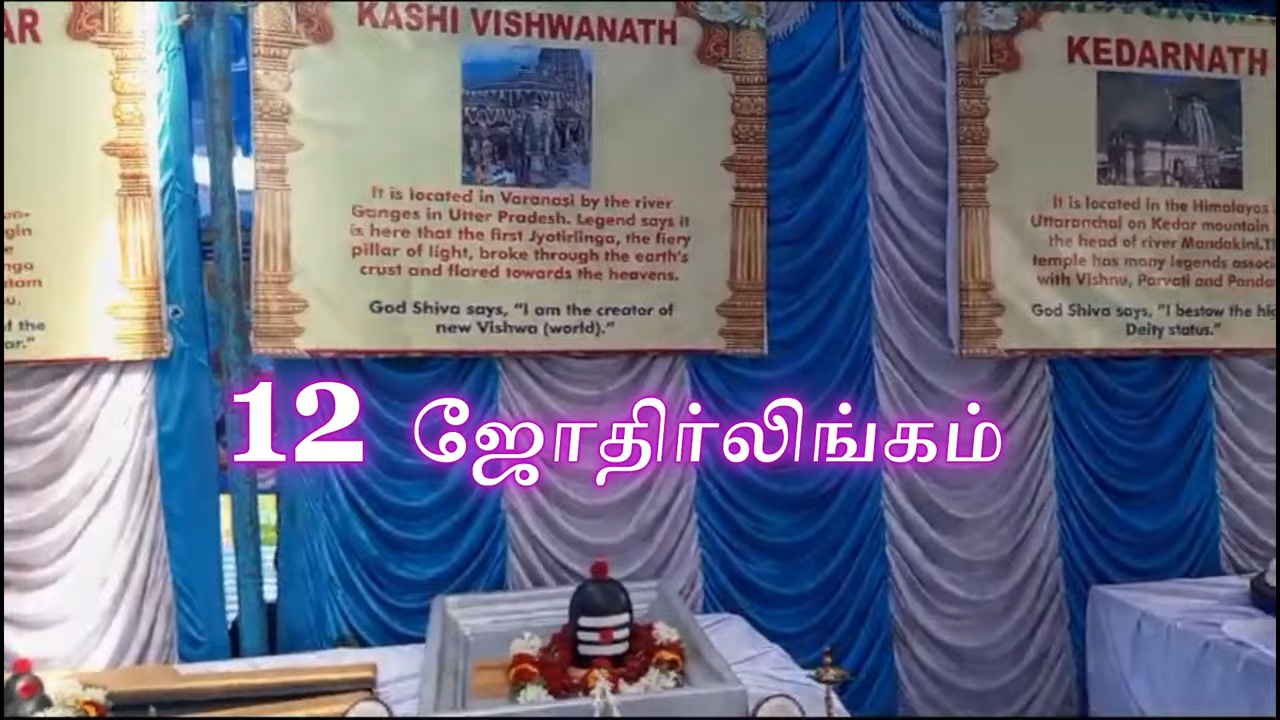 AR
KASHI VISHWANATH
KEDARNATH
It is located in Varanasi by the river
Ganges in Utter Pradesh. Legend says it
is here that the first Jyotirlinga, the fiery
pillar of light, broke through the earth's
crust and flared towards the heavens.
God Shiva says, "I am the creator of
new Vishwa (world)."
It is located in the Himalayas
Uttaranchal on Kedar mountain
the head of river Mandakini.T
temple has many legends associ
with Vishnu, Parvati and Panda
God Shiva says, "I bestow the hig
Deity status."
12 ஜோதிர்லிங்கம்